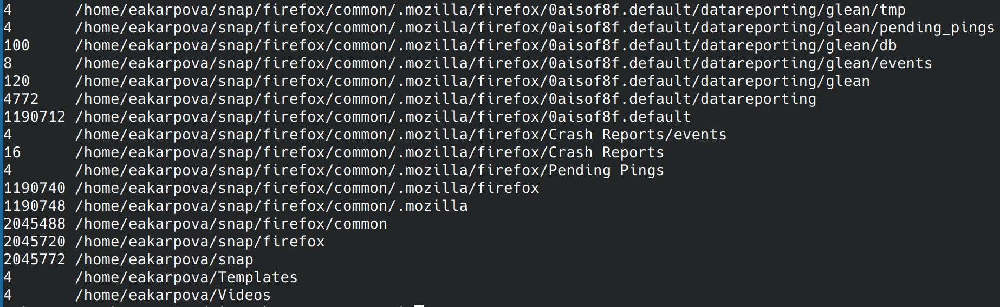 4 /home/eakarpova/snap/firefox/common/.mozilla/firefox/0aisof8f.default/datareporting/glean/tmp
4 /home/eakarpova/snap/firefox/common/.mozilla/firefox/0aisof8f.default/datareporting/glean/pending_pings
100 /home/eakarpova/snap/firefox/common/.mozilla/firefox/0aisof8f.default/datareporting/glean/db
8 /home/eakarpova/snap/firefox/common/.mozilla/firefox/0aisof8f.default/datareporting/glean/events
120 /home/eakarpova/snap/firefox/common/.mozilla/firefox/0aisof8f.default/datareporting/glean
4772 /home/eakarpova/snap/firefox/common/.mozilla/firefox/0aisof8f.default/datareporting
1190712 /home/eakarpova/snap/firefox/common/.mozilla/firefox/0aisof8f.default
4 /home/eakarpova/snap/firefox/common/.mozilla/firefox/Crash Reports/events
16 /home/eakarpova/snap/firefox/common/.mozilla/firefox/Crash Reports
4 /home/eakarpova/snap/firefox/common/.mozilla/firefox/Pending Pings
1190740 /home/eakarpova/snap/firefox/common/.mozilla/firefox
1190748 /home/eakarpova/snap/firefox/common/.mozilla
2045488 /home/eakarpova/snap/firefox/common
2045720 /home/eakarpova/snap/firefox
2045772 /home/eakarpova/snap
4 /home/eakarpova/Templates
4 /home/eakarpova/Videos